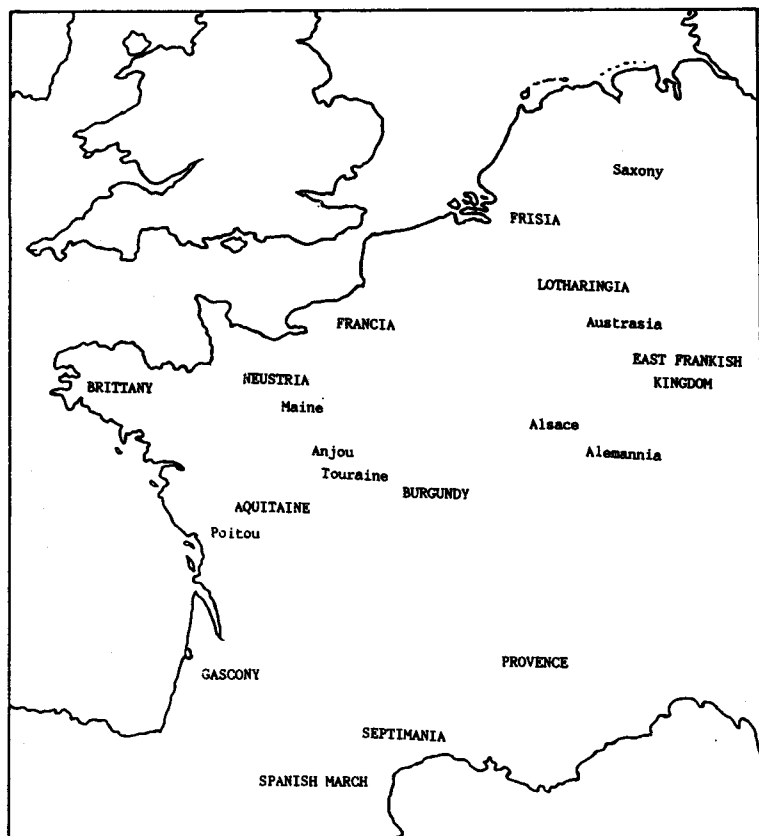 Saxony
FRISIA
LOTHARINGIA
FRANCIA
Austrasia
EAST FRANKISH
KINGDOM
BRITTANY
NEUSTRIA
Maine
Alsace
Anjou
Alemannia
Touraine
BURGUNDY
AQUITAINE
Poitou
PROVENCE
GASCONY
SEPTIMANIA
SPANISH MARCH